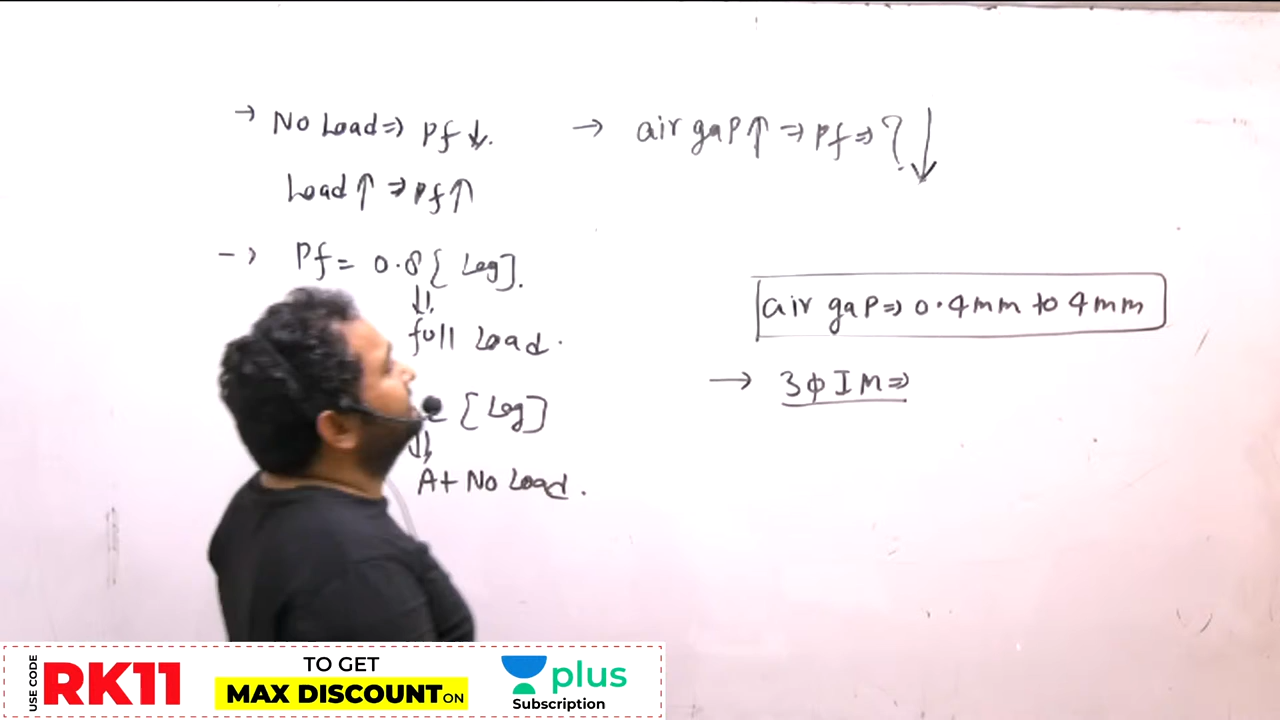 → No Load ⇒ Pf ↓.
Load ↑ ⇒ Pf ↑
→ Pf = 0.8 [Lag].
⇓
full Load.
[Lag]
⇓
At No Load.
→ air gap ↑ ⇒ Pf ⇒ ? ↓
air gap ⇒ 0.4mm to 4mm
→ 3ϕ IM ⇒
USE CODE
RK11
TO GET
MAX DISCOUNT ON
plus
Subscription